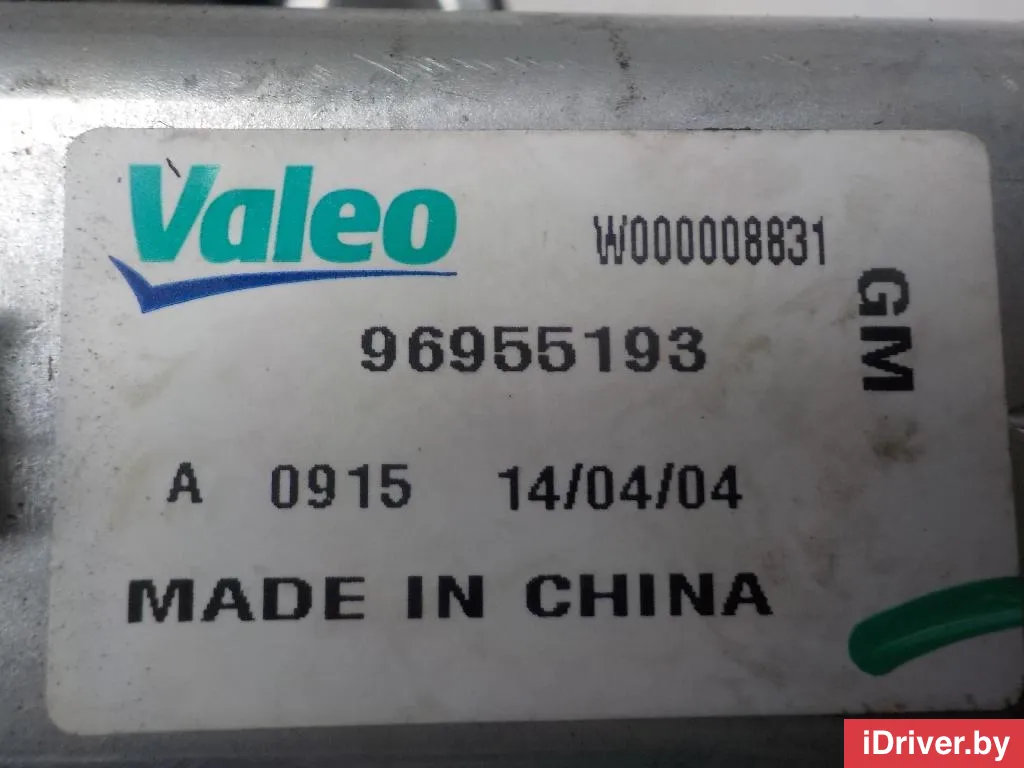 Valeo
W000008831
GM
96955193
A 0915 14/04/04
MADE IN CHINA
iDriver.by